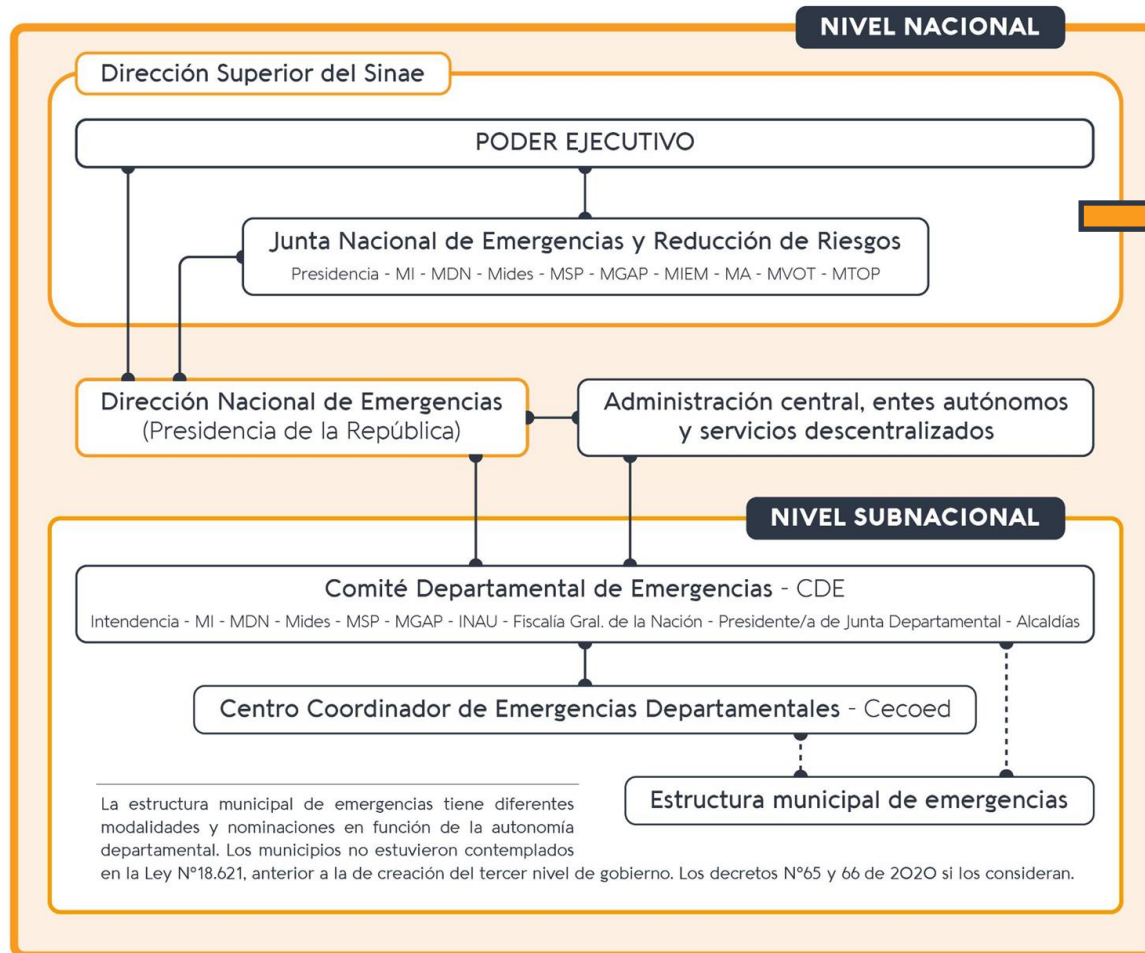 NIVEL NACIONAL
Dirección Superior del Sinae
PODER EJECUTIVO
Junta Nacional de Emergencias y Reducción de Riesgos
Presidencia - MI - MDN - Mides - MSP - MGAP - MIEM - MA - MVOT - MTOP
Dirección Nacional de Emergencias
(Presidencia de la República)
Administración central, entes autónomos
y servicios descentralizados
NIVEL SUBNACIONAL
Comité Departamental de Emergencias - CDE
Intendencia - MI - MDN - Mides - MSP - MGAP - INAU - Fiscalía Gral. de la Nación - Presidente/a de Junta Departamental - Alcaldías
Centro Coordinador de Emergencias Departamentales - Cecoed
Estructura municipal de emergencias
La estructura municipal de emergencias tiene diferentes
modalidades y nominaciones en función de la autonomía
departamental. Los municipios no estuvieron contemplados
en la Ley N°18.621, anterior a la de creación del tercer nivel de gobierno. Los decretos N°65 y 66 de 2020 si los consideran.